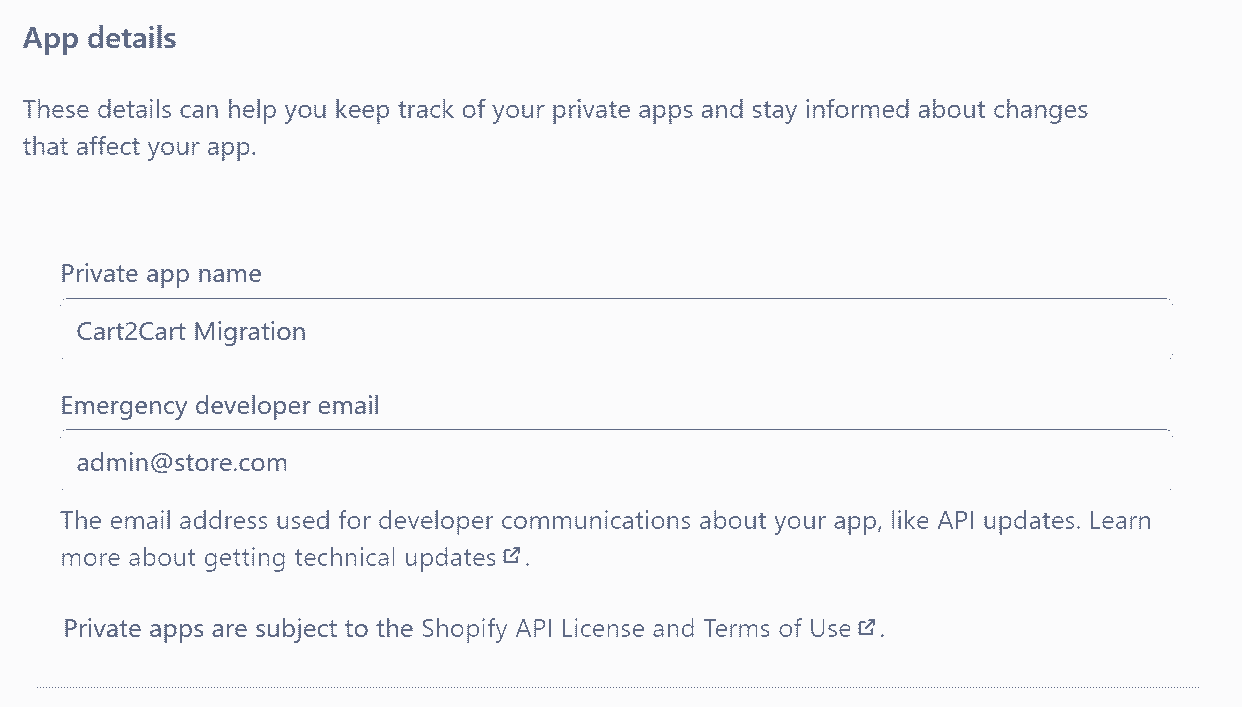 App details
These details can help you keep track of your private apps and stay informed about changes
that affect your app.
Private app name
Cart2Cart Migration
Emergency developer email
admin@store.com
The email address used for developer communications about your app, like API updates. Learn
more about getting technical updates.
Private apps are subject to the Shopify API License and Terms of Use.